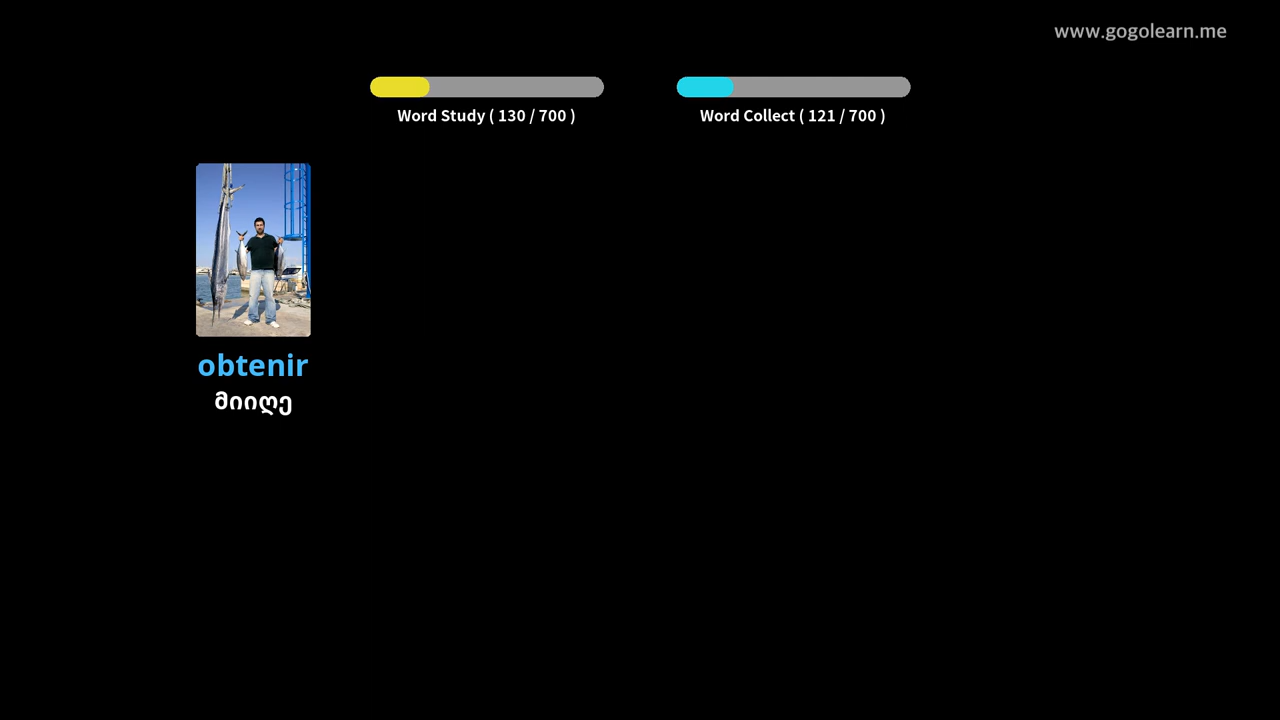 www.gogolearn.me
Word Study ( 130 / 700 )
Word Collect ( 121 / 700 )
obtenir
მიიღე